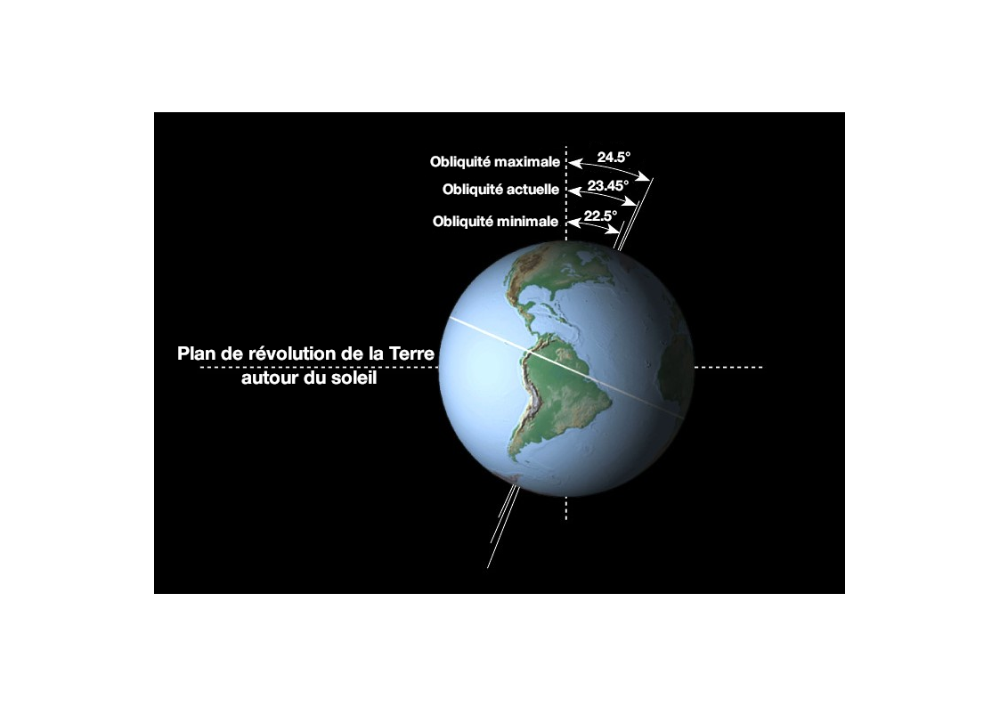 Obliquité maximale 24.5°
Obliquité actuelle 23.45°
Obliquité minimale 22.5°
Plan de révolution de la Terre
autour du soleil